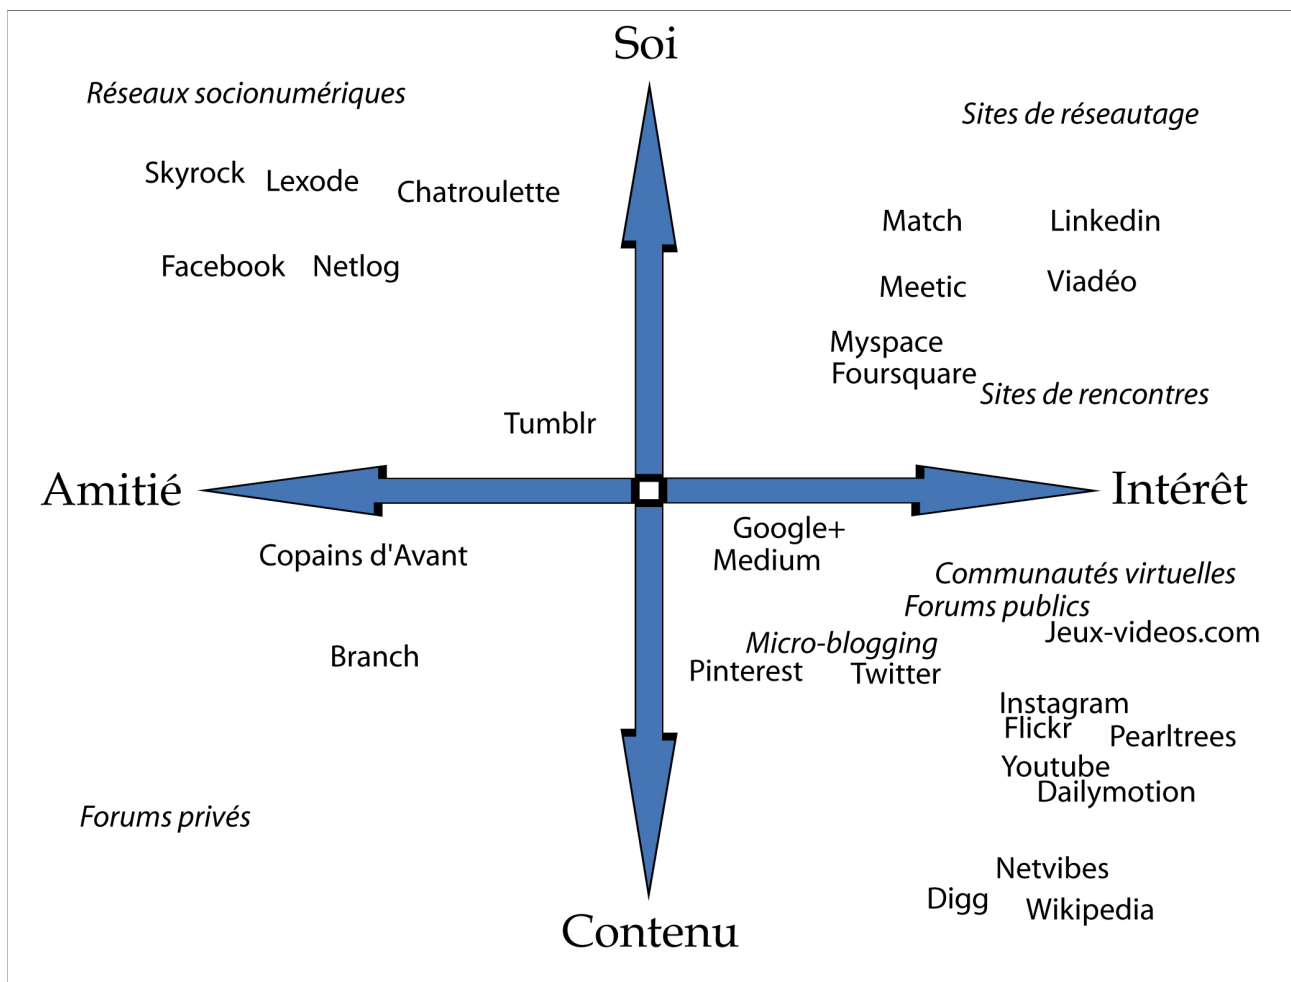 Soi
Réseaux socionumériques
Sites de réseautage
Skyrock Lexode Chatroulette
Match Linkedin
Facebook Netlog
Meetic Viadéo
Myspace
Foursquare
Sites de rencontres
Tumblr
Amitié Intérêt
Google+
Copains d'Avant
Medium
Communautés virtuelles
Forums publics
Jeux-videos.com
Micro-blogging
Branch
Pinterest Twitter
Instagram
Flickr Pearltrees
Youtube
Dailymotion
Forums privés
Netvibes
Digg Wikipedia
Contenu